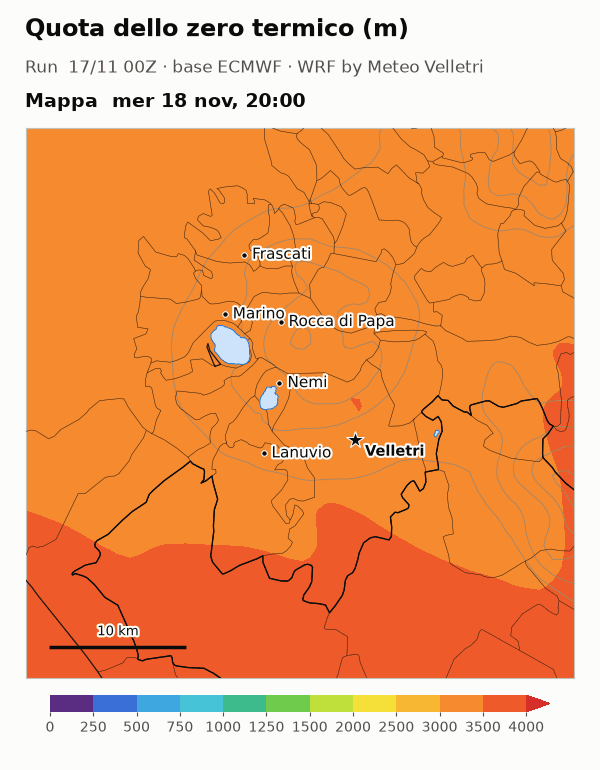 Quota dello zero termico (m)
Run  17/11 00Z · base ECMWF · WRF by Meteo Velletri
Mappa  mer 18 nov, 20:00
Frascati
Marino
Rocca di Papa
Nemi
Velletri
Lanuvio
10 km
0 250 500 750 1000 1250 1500 2000 2500 3000 3500 4000